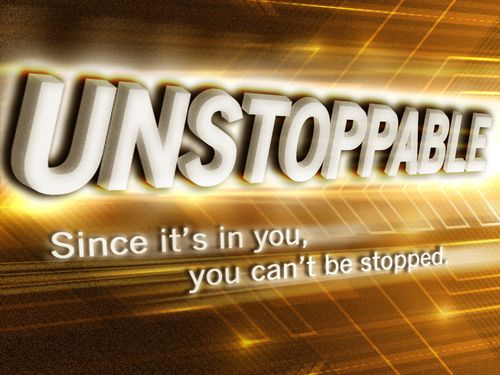 UNSTOPPABLE
Since it's in you,
you can't be stopped.